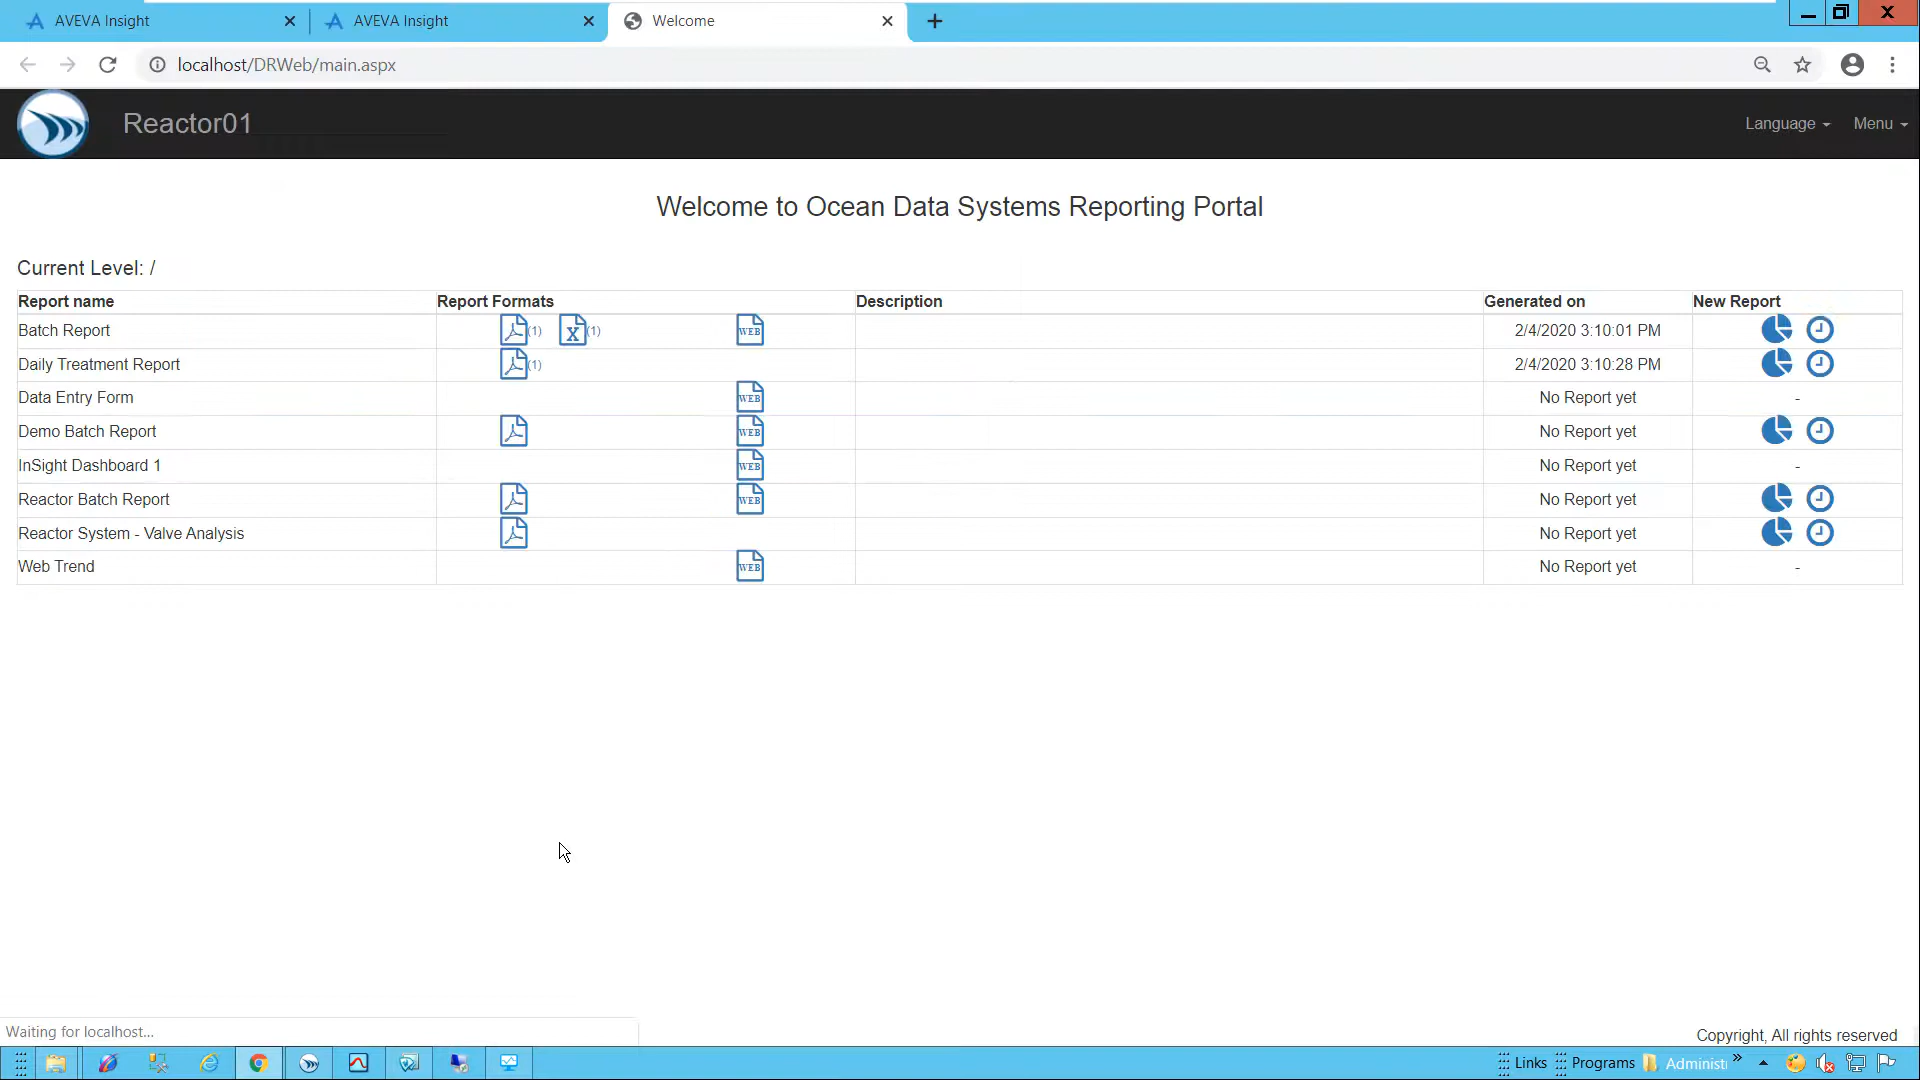 AVEVA Insight
AVEVA Insight
Welcome
localhost/DRWeb/main.aspx
Reactor01
Language
Menu
Welcome to Ocean Data Systems Reporting Portal
Current Level: /
Report name Report Formats Description Generated on New Report
Batch Report (1) (1) WEB 2/4/2020 3:10:01 PM
Daily Treatment Report (1) 2/4/2020 3:10:28 PM
Data Entry Form WEB No Report yet -
Demo Batch Report WEB No Report yet
InSight Dashboard 1 WEB No Report yet -
Reactor Batch Report WEB No Report yet
Reactor System - Valve Analysis No Report yet
Web Trend WEB No Report yet -
Waiting for localhost...
Copyright, All rights reserved
Links Programs Administ